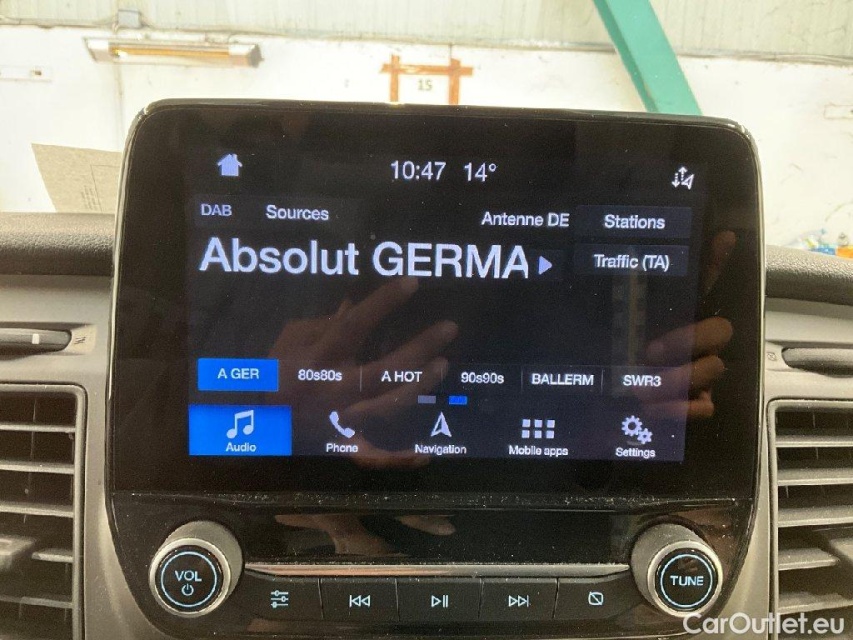 15
10:47 14°
DAB Sources Antenne DE Stations
Absolut GERMA Traffic (TA)
A GER 80s80s A HOT 90s90s BALLERM SWR3
Audio Phone Navigation Mobile apps Settings
VOL TUNE
CarOutlet.eu